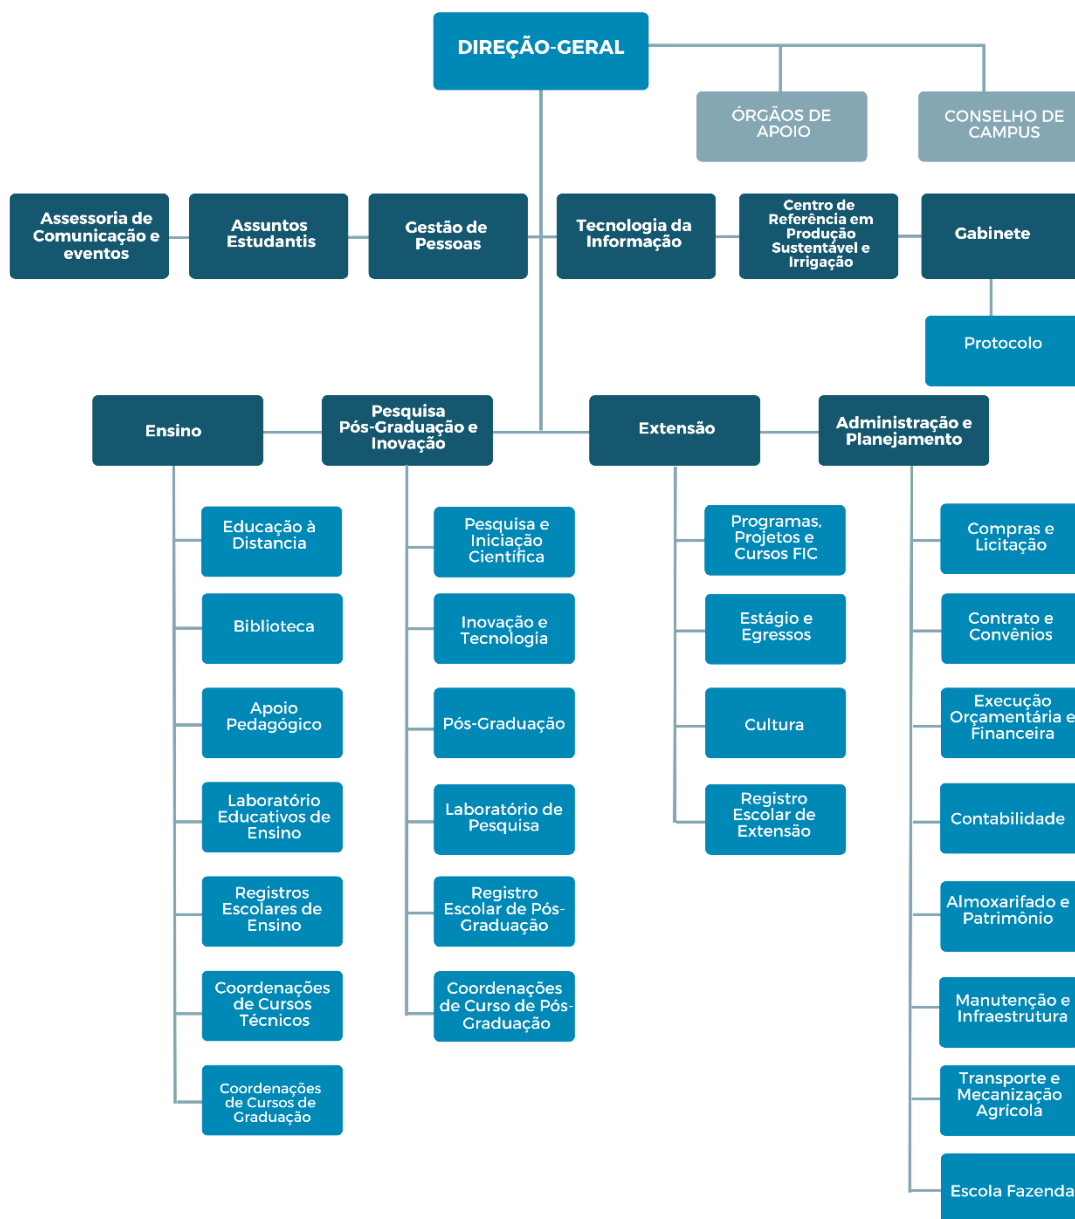 DIREÇÃO-GERAL
ÓRGÃOS DE
APOIO
CONSELHO DE
CAMPUS
Assessoria de
Comunicação e
eventos
Assuntos
Estudantis
Gestão de
Pessoas
Tecnologia da
Informação
Centro de
Referência em
Produção
Sustentável e
Irrigação
Gabinete
Protocolo
Ensino
Pesquisa
Pós-Graduação e
Inovação
Extensão
Administração e
Planejamento
Educação à
Distancia
Biblioteca
Apoio
Pedagógico
Laboratório
Educativos de
Ensino
Registros
Escolares de
Ensino
Coordenações
de Cursos
Técnicos
Coordenações
de Cursos de
Graduação
Pesquisa e
Iniciação
Científica
Inovação e
Tecnologia
Pós-Graduação
Laboratório de
Pesquisa
Registro
Escolar de Pós-
Graduação
Coordenações
de Curso de Pós-
Graduação
Programas,
Projetos e
Cursos FIC
Estágio e
Egressos
Cultura
Registro
Escolar de
Extensão
Compras e
Licitação
Contrato e
Convênios
Execução
Orçamentária e
Financeira
Contabilidade
Almoxarifado e
Patrimônio
Manutenção e
Infraestrutura
Transporte e
Mecanização
Agrícola
Escola Fazenda